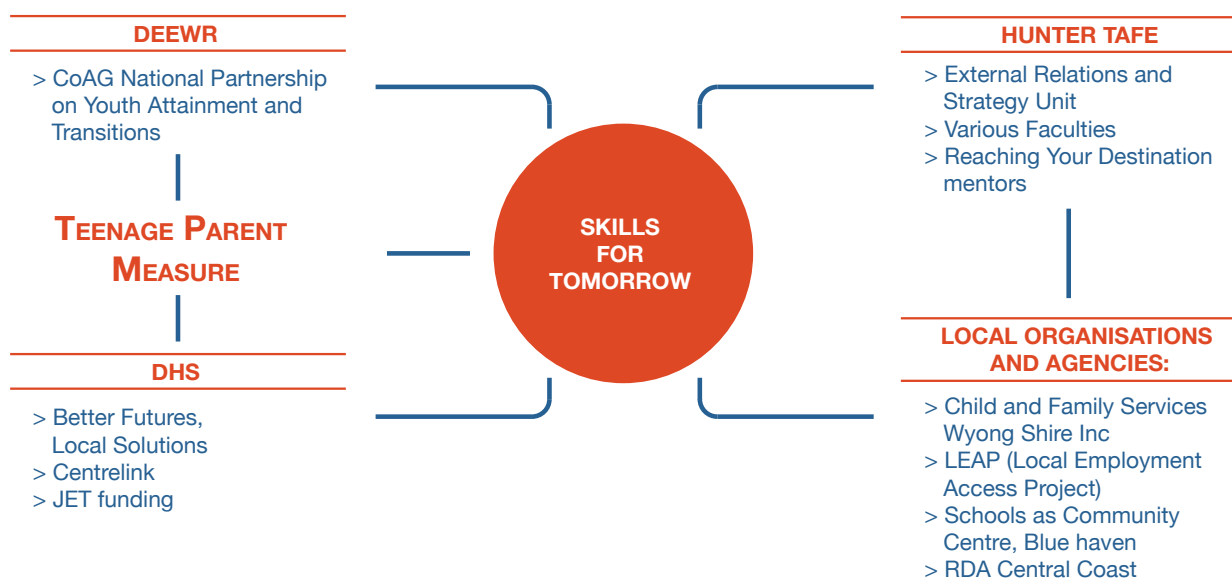 DEEWR
> CoAG National Partnership
on Youth Attainment and
Transitions
TEENAGE PARENT
MEASURE
DHS
> Better Futures,
Local Solutions
> Centrelink
> JET funding
SKILLS
FOR
TOMORROW
HUNTER TAFE
> External Relations and
Strategy Unit
> Various Faculties
> Reaching Your Destination
mentors
LOCAL ORGANISATIONS
AND AGENCIES:
> Child and Family Services
Wyong Shire Inc
> LEAP (Local Employment
Access Project)
> Schools as Community
Centre, Blue haven
> RDA Central Coast